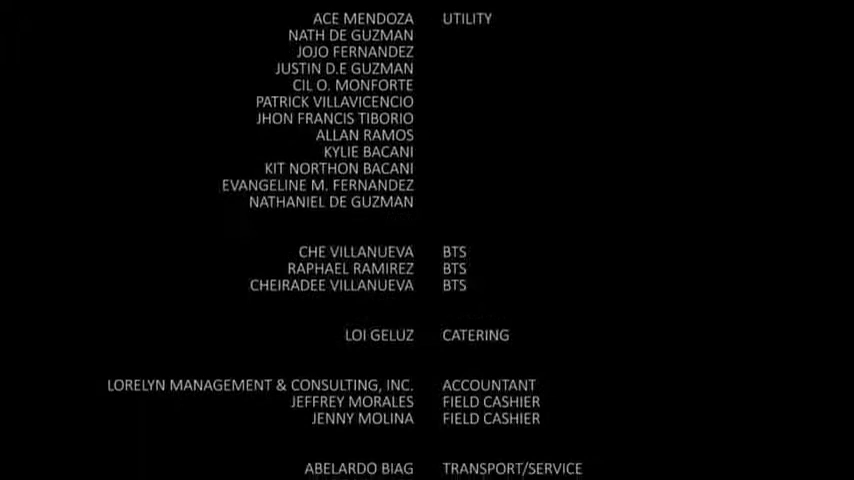 ACE MENDOZA UTILITY
NATH DE GUZMAN
JOJO FERNANDEZ
JUSTIN D.E GUZMAN
CIL O. MONFORTE
PATRICK VILLAVICENCIO
JHON FRANCIS TIBORIO
ALLAN RAMOS
KYLIE BACANI
KIT NORTHON BACANI
EVANGELINE M. FERNANDEZ
NATHANIEL DE GUZMAN
CHE VILLANUEVA BTS
RAPHAEL RAMIREZ BTS
CHEIRADEE VILLANUEVA BTS
LOI GELUZ CATERING
LORELYN MANAGEMENT & CONSULTING, INC. ACCOUNTANT
JEFFREY MORALES FIELD CASHIER
JENNY MOLINA FIELD CASHIER
ABELARDO BIAG TRANSPORT/SERVICE